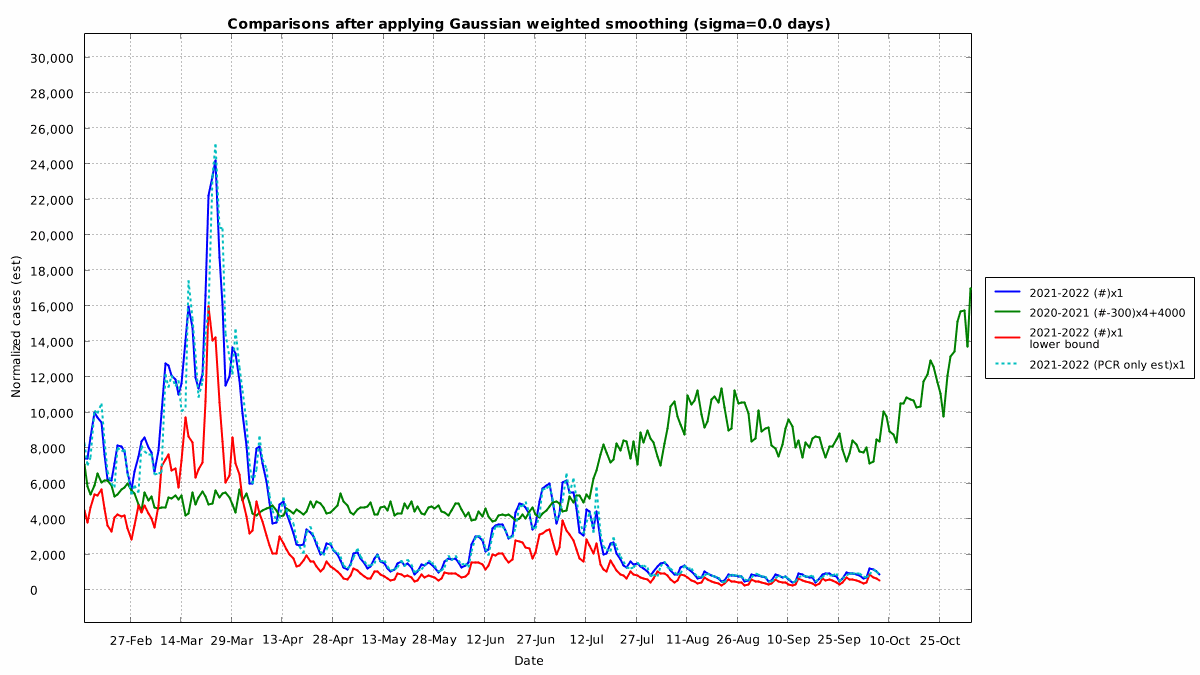 Comparisons after applying Gaussian weighted smoothing (sigma=0.0 days)
30,000
28,000
26,000
24,000
22,000
20,000
18,000
16,000
14,000
12,000
10,000
8,000
6,000
4,000
2,000
0
Normalized cases (est)
27-Feb 14-Mar 29-Mar 13-Apr 28-Apr 13-May 28-May 12-Jun 27-Jun 12-Jul 27-Jul 11-Aug 26-Aug 10-Sep 25-Sep 10-Oct 25-Oct
Date
2021-2022 (#)x1
2020-2021 (#-300)x4+4000
2021-2022 (#)x1
lower bound
2021-2022 (PCR only est)x1